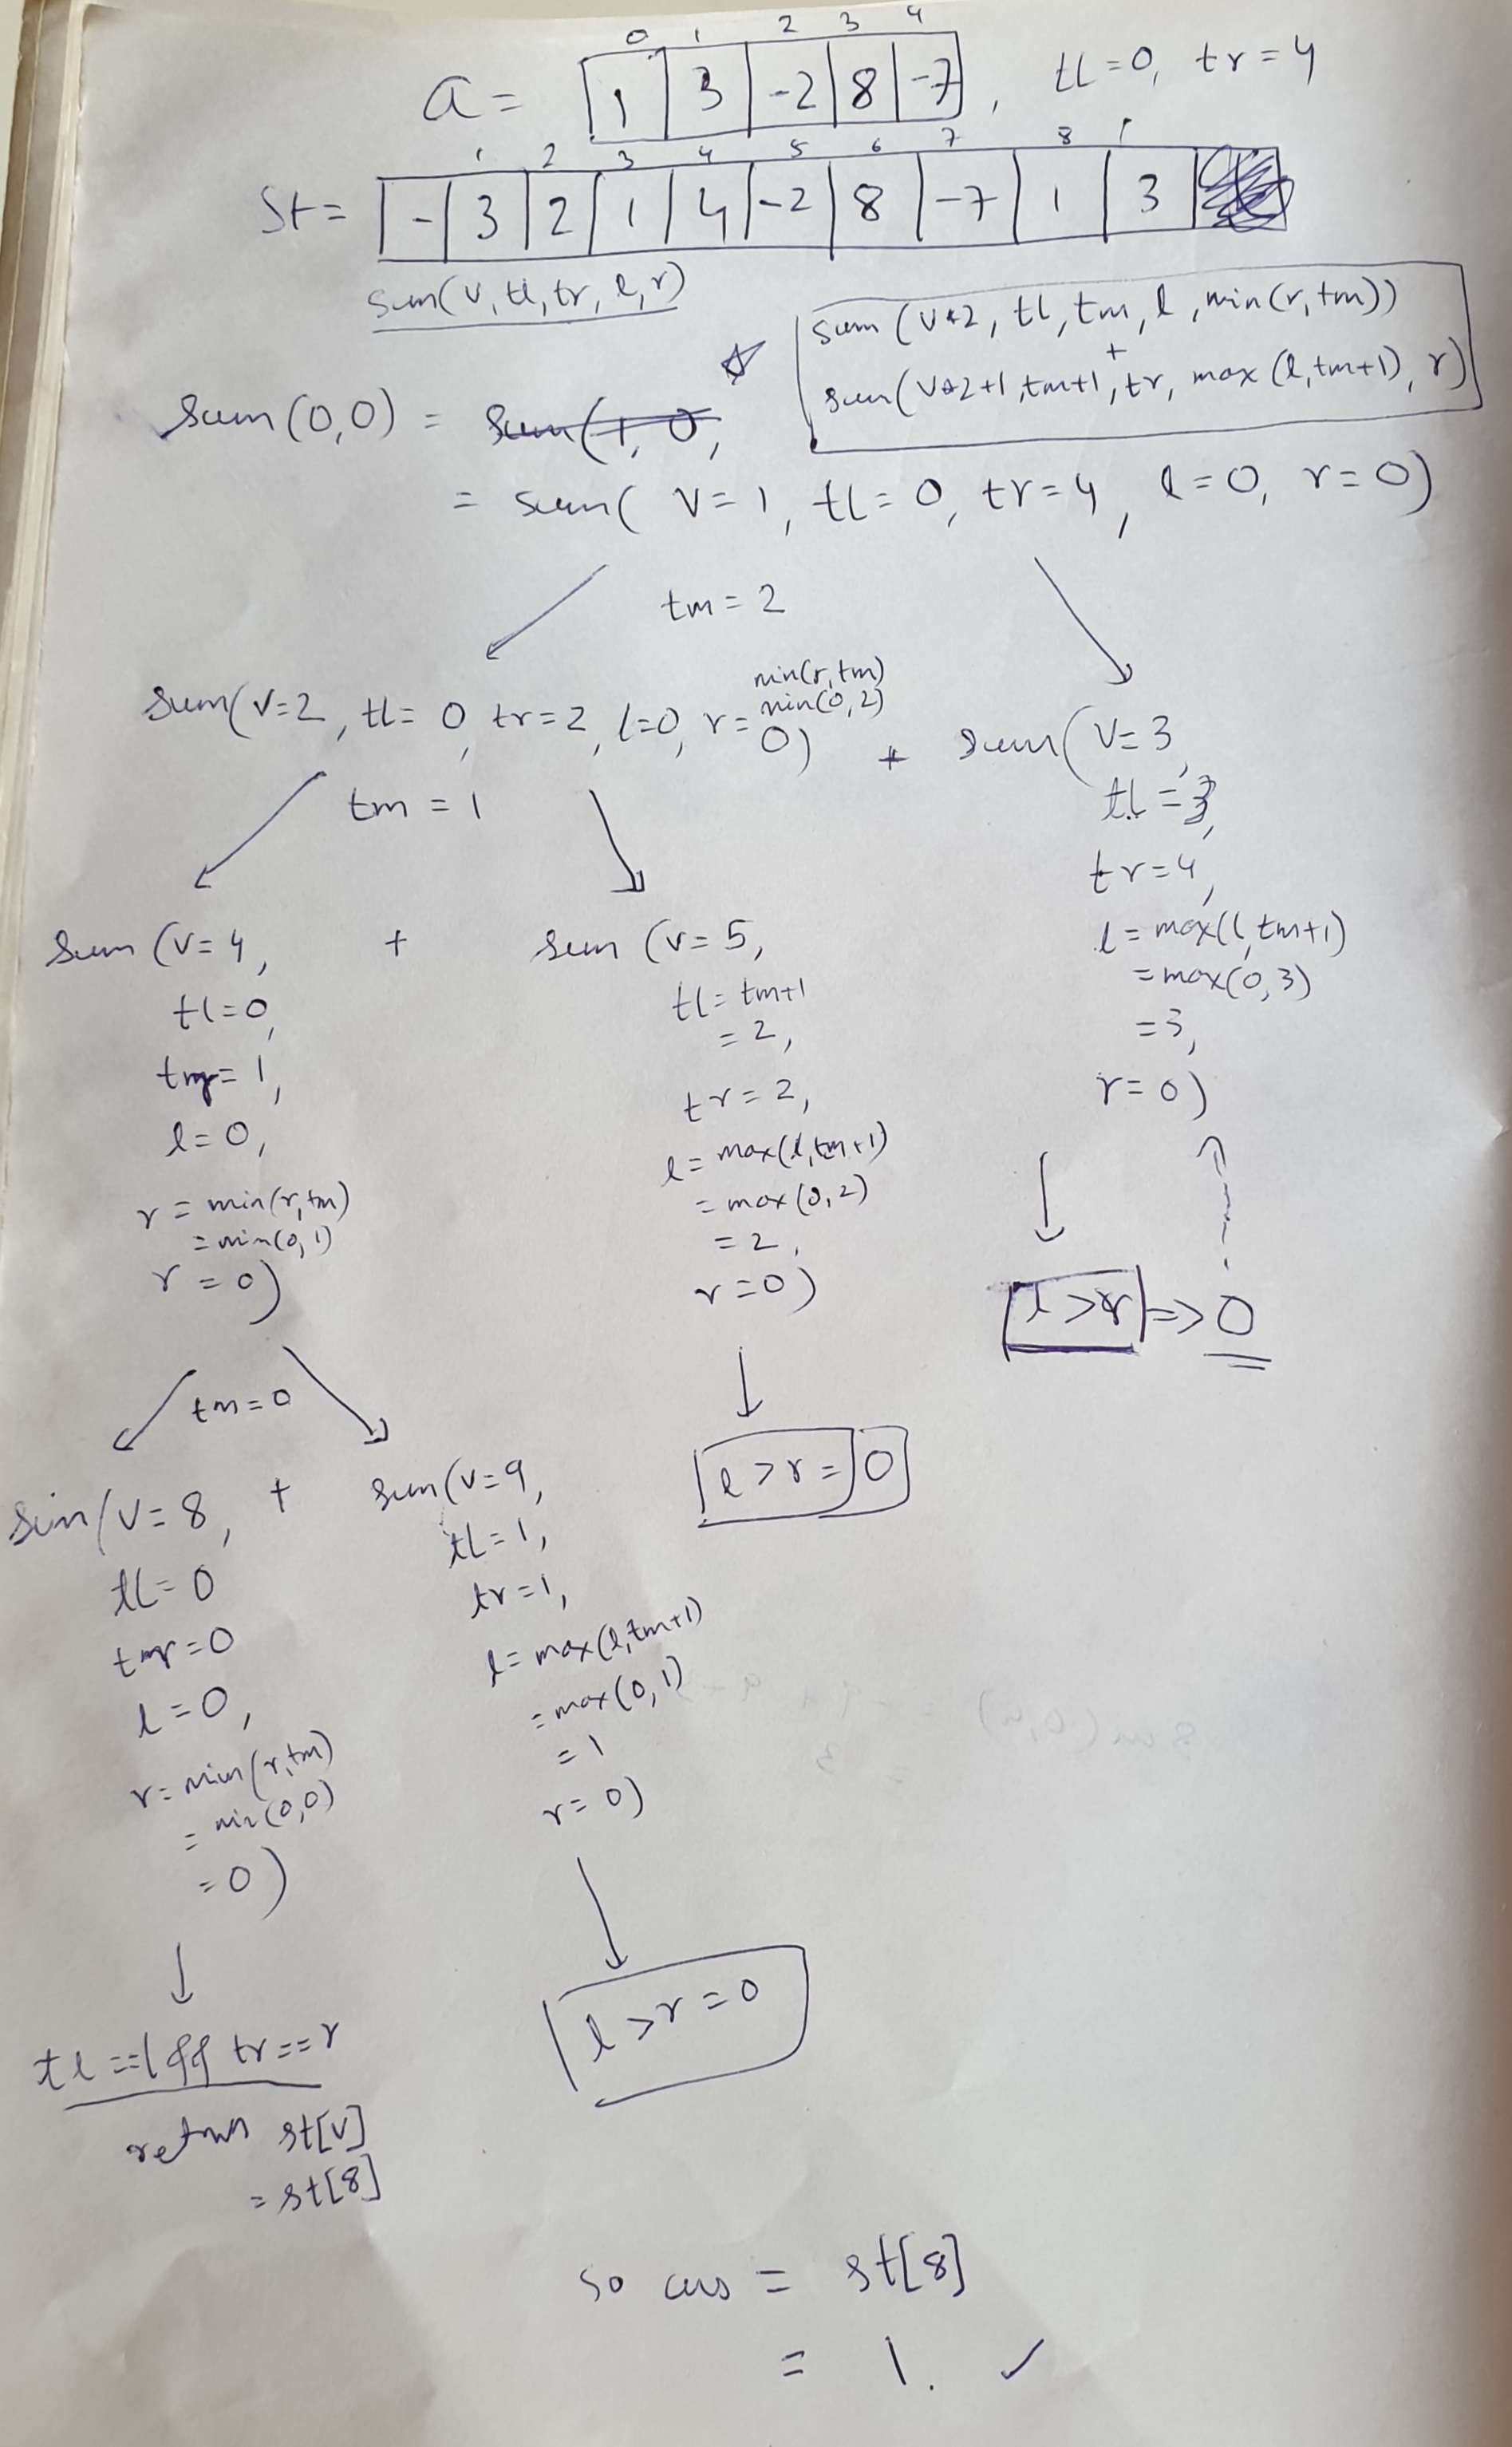 0 1 2 3 4
a = 1 3 -2 8 -7 , tl=0, tr=4
1 2 3 4 5 6 7 8
St = - 3 2 1 4 -2 8 -7 1 3
sum(v, tl, tr, l, r)
sum(v*2, tl, tm, l, min(r, tm))
+
sum(v*2+1, tm+1, tr, max(l, tm+1), r)
sum(0,0) = sum(1, 0,
= sum( v=1, tl=0, tr=4, l=0, r=0)
tm=2
min(r, tm)
min(0, 2)
sum(v=2, tl=0, tr=2, l=0, r=0) + sum(v=3,
tl=3,
tr=4,
l=max(l, tm+1)
=max(0, 3)
=3,
r=0)
l>r => 0
tm=1
sum(v=4, + sum(v=5,
tl=0,
tr=1,
l=0,
r=min(r, tm)
=min(0, 1)
r=0)
tl=tm+1
=2,
tr=2,
l=max(l, tm+1)
=max(0, 2)
=2,
r=0)
l>r=0
tm=0
sum(v=8, + sum(v=9,
tl=0
tr=0
l=0,
r=min(r, tm)
=min(0,0)
=0)
tl=1,
tr=1,
l=max(l, tm+1)
=max(0, 1)
=1
r=0)
tl==l && tr==r
return st[v]
=st[8]
l>r=0
so ans = st[8]
= 1. ✓